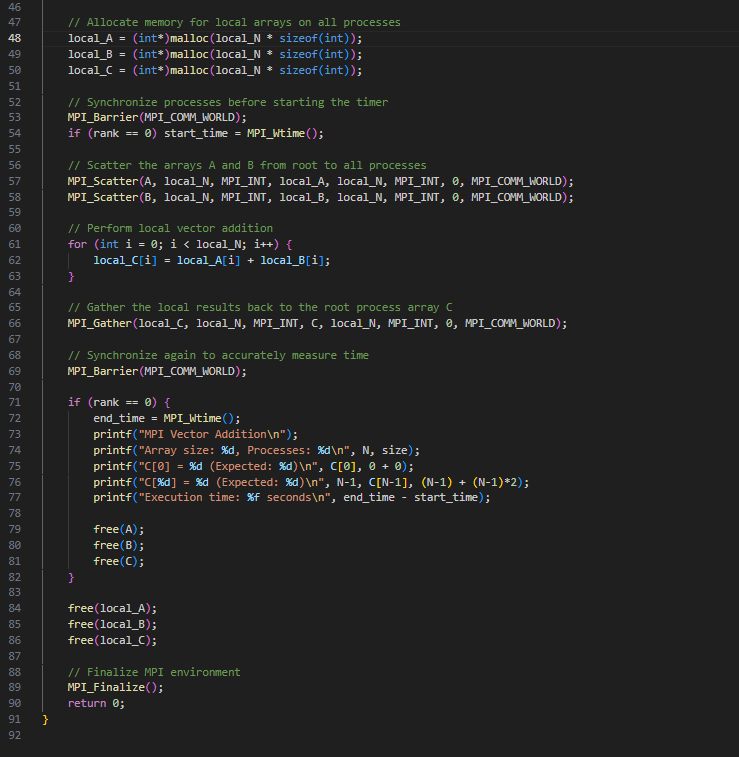 46
47 // Allocate memory for local arrays on all processes
48 local_A = (int*)malloc(local_N * sizeof(int));
49 local_B = (int*)malloc(local_N * sizeof(int));
50 local_C = (int*)malloc(local_N * sizeof(int));
51
52 // Synchronize processes before starting the timer
53 MPI_Barrier(MPI_COMM_WORLD);
54 if (rank == 0) start_time = MPI_Wtime();
55
56 // Scatter the arrays A and B from root to all processes
57 MPI_Scatter(A, local_N, MPI_INT, local_A, local_N, MPI_INT, 0, MPI_COMM_WORLD);
58 MPI_Scatter(B, local_N, MPI_INT, local_B, local_N, MPI_INT, 0, MPI_COMM_WORLD);
59
60 // Perform local vector addition
61 for (int i = 0; i < local_N; i++) {
62 local_C[i] = local_A[i] + local_B[i];
63 }
64
65 // Gather the local results back to the root process array C
66 MPI_Gather(local_C, local_N, MPI_INT, C, local_N, MPI_INT, 0, MPI_COMM_WORLD);
67
68 // Synchronize again to accurately measure time
69 MPI_Barrier(MPI_COMM_WORLD);
70
71 if (rank == 0) {
72 end_time = MPI_Wtime();
73 printf("MPI Vector Addition\n");
74 printf("Array size: %d, Processes: %d\n", N, size);
75 printf("C[0] = %d (Expected: %d)\n", C[0], 0 + 0);
76 printf("C[%d] = %d (Expected: %d)\n", N-1, C[N-1], (N-1) + (N-1)*2);
77 printf("Execution time: %f seconds\n", end_time - start_time);
78
79 free(A);
80 free(B);
81 free(C);
82 }
83
84 free(local_A);
85 free(local_B);
86 free(local_C);
87
88 // Finalize MPI environment
89 MPI_Finalize();
90 return 0;
91 }
92